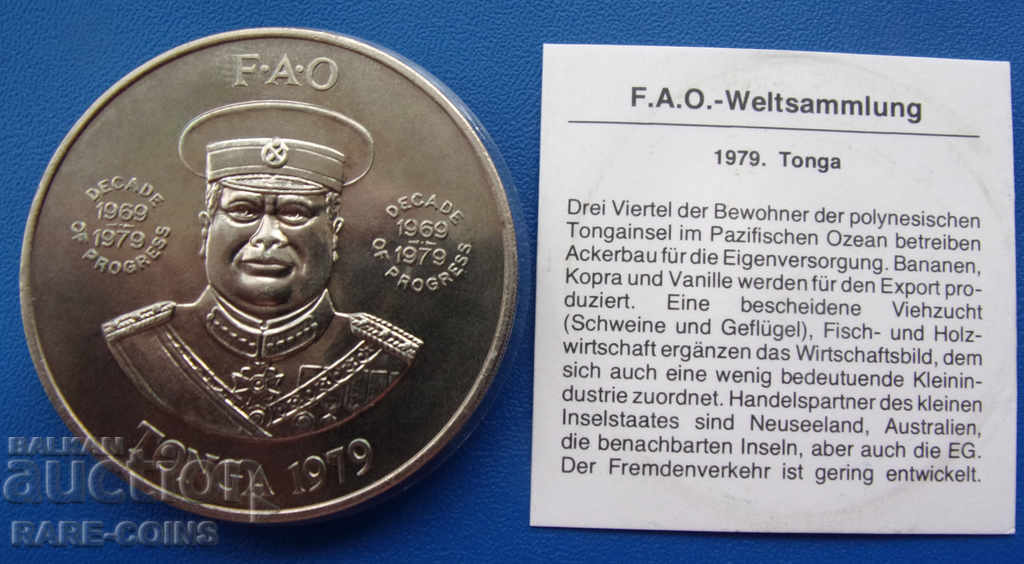 F·A·O
DECADE
1969
1979
OF PROGRESS
DECADE
1969
1979
OF PROGRESS
TONGA 1979
F.A.O.-Weltsammlung
1979. Tonga
Drei Viertel der Bewohner der polynesischen
Tongainsel im Pazifischen Ozean betreiben
Ackerbau für die Eigenversorgung. Bananen,
Kopra und Vanille werden für den Export pro-
duziert. Eine bescheidene Viehzucht
(Schweine und Geflügel), Fisch- und Holz-
wirtschaft ergänzen das Wirtschaftsbild, dem
sich auch eine wenig bedeutuende Kleinin-
dustrie zuordnet. Handelspartner des kleinen
Inselstaates sind Neuseeland, Australien,
die benachbarten Inseln, aber auch die EG.
Der Fremdenverkehr ist gering entwickelt.
BALKAN
auction
RARE-COINS